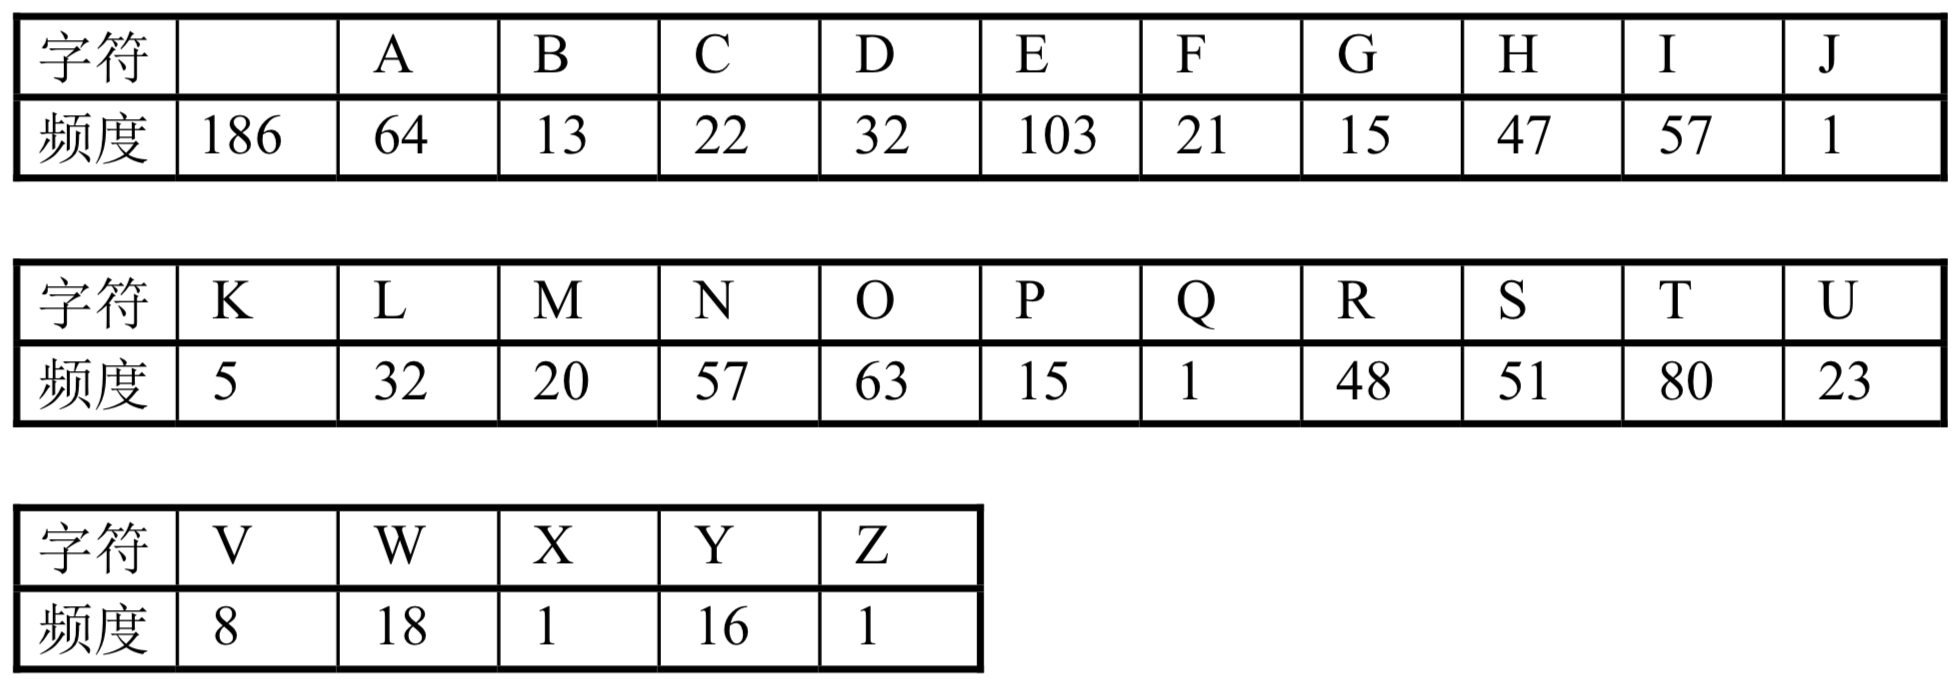 字符 A B C D E F G H I J
频度 186 64 13 22 32 103 21 15 47 57 1
字符 K L M N O P Q R S T U
频度 5 32 20 57 63 15 1 48 51 80 23
字符 V W X Y Z
频度 8 18 1 16 1